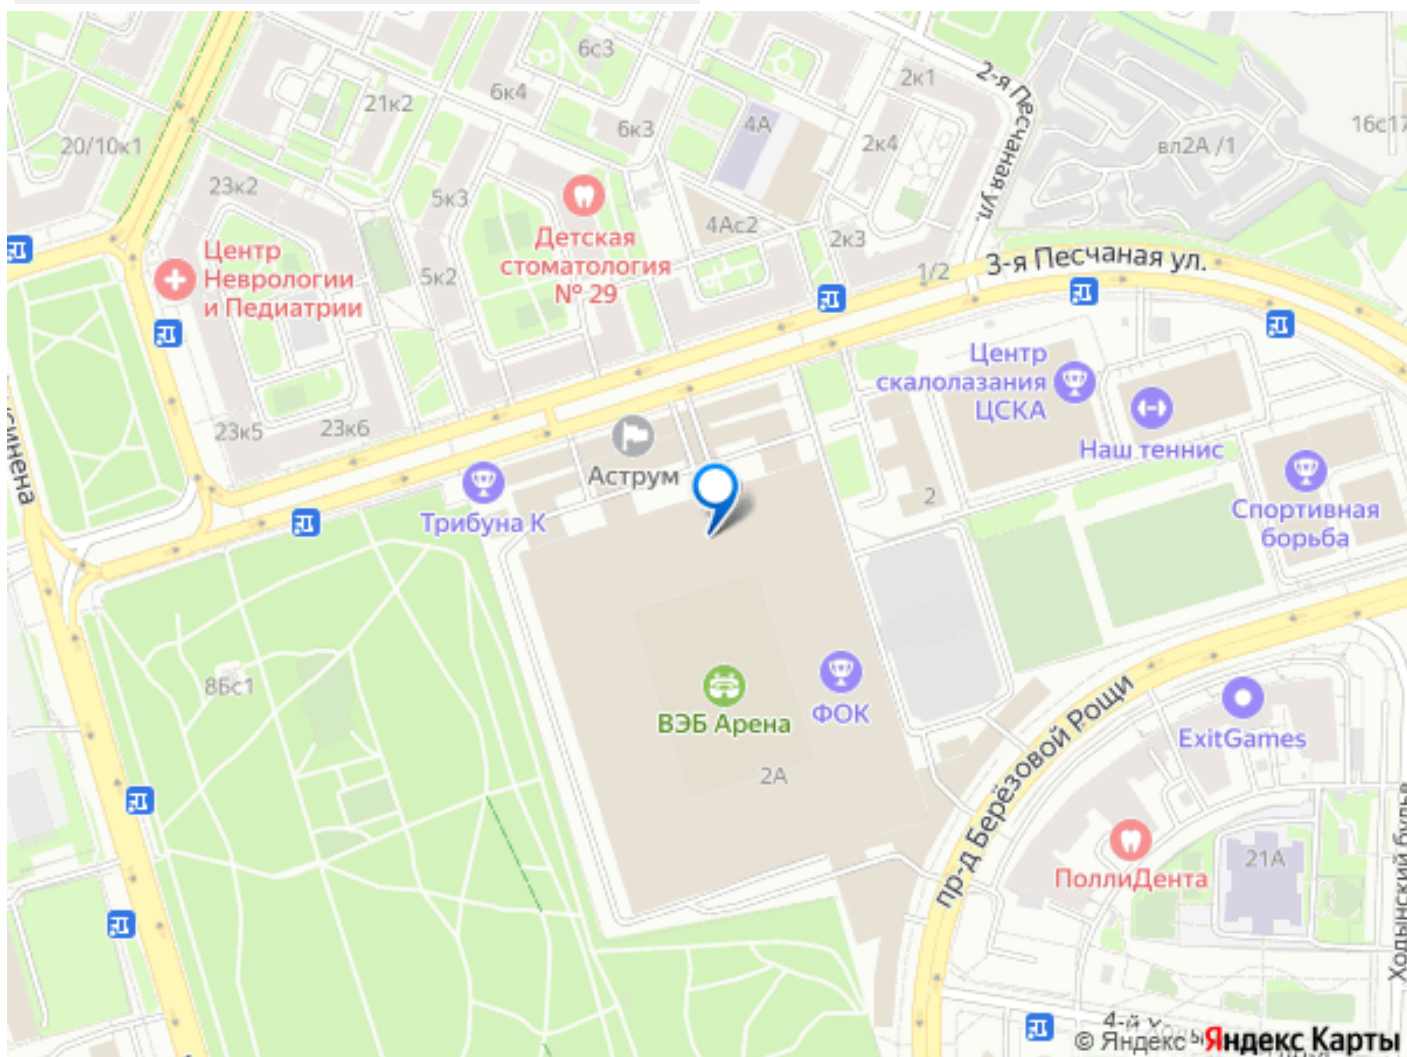 6с3
2-я Песчаная ул.
2к1
21к2
6к4
6к3
4А
2к4
16с17
20/10к1
вл2А /1
23к2
5к3
4Ас2
2к3
Детская
стоматология
№ 29
Центр
Неврологии
и Педиатрии
5к2
1/2
3-я Песчаная ул.
Центр
скалолазания
ЦСКА
23к5
23к6
Аструм
Наш теннис
Трибуна К
2
Спортивная
борьба
8Бс1
ВЭБ Арена
ФОК
2А
пр-д Берёзовой Рощи
ExitGames
ПоллиДента
21А
Ходынский
4-й
© Яндекс
Яндекс Карты